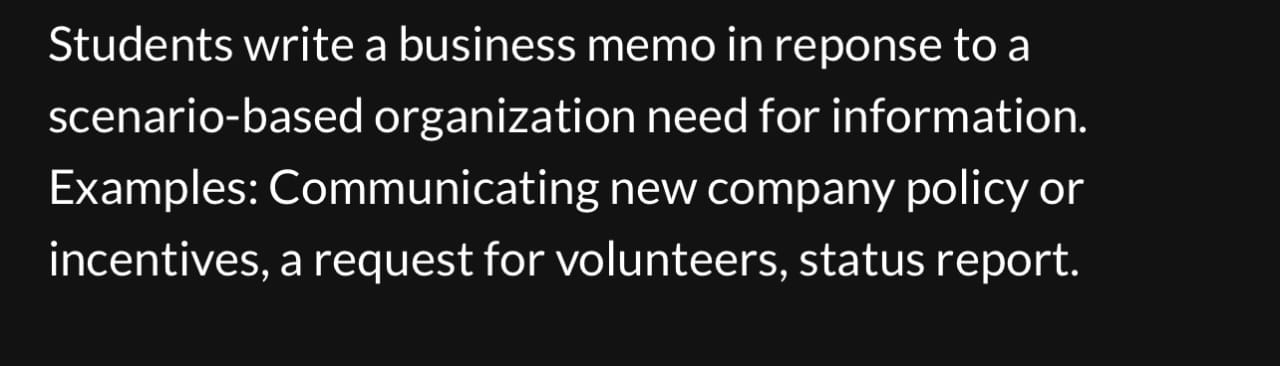 Students write a business memo in reponse to a
scenario-based organization need for information.
Examples: Communicating new company policy or
incentives, a request for volunteers, status report.